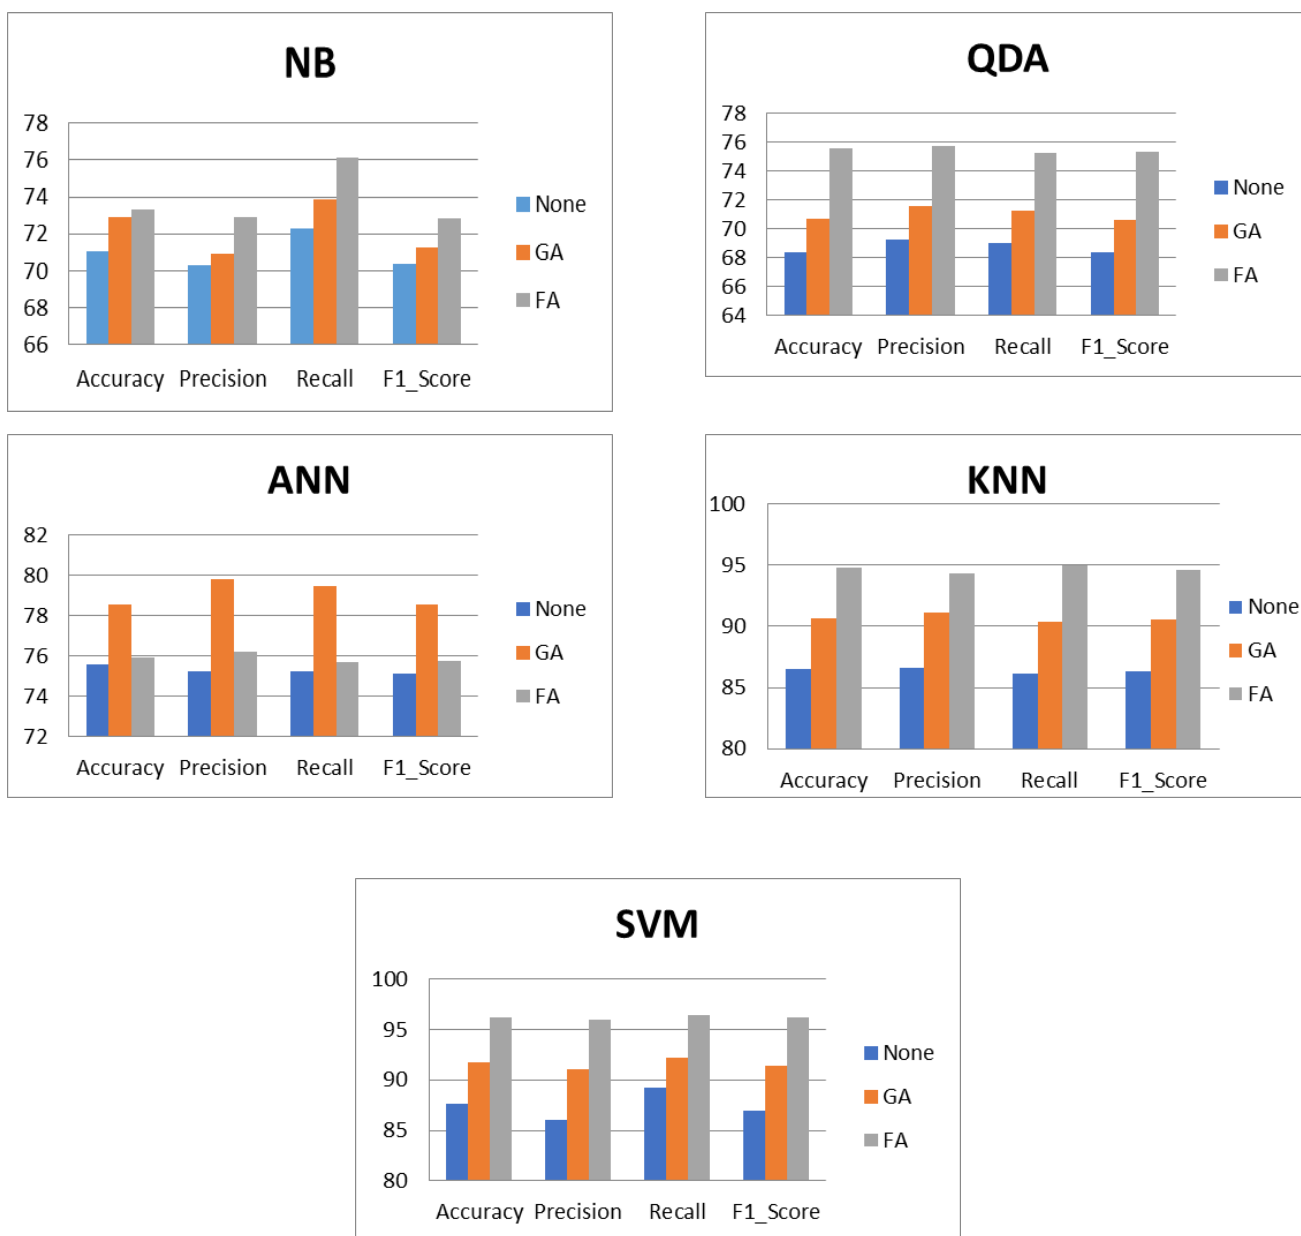 NB
78
76
74
72
70
68
66
Accuracy Precision Recall F1_Score
None
GA
FA
QDA
78
76
74
72
70
68
66
64
Accuracy Precision Recall F1_Score
None
GA
FA
ANN
82
80
78
76
74
72
Accuracy Precision Recall F1_Score
None
GA
FA
KNN
100
95
90
85
80
Accuracy Precision Recall F1_Score
None
GA
FA
SVM
100
95
90
85
80
Accuracy Precision Recall F1_Score
None
GA
FA